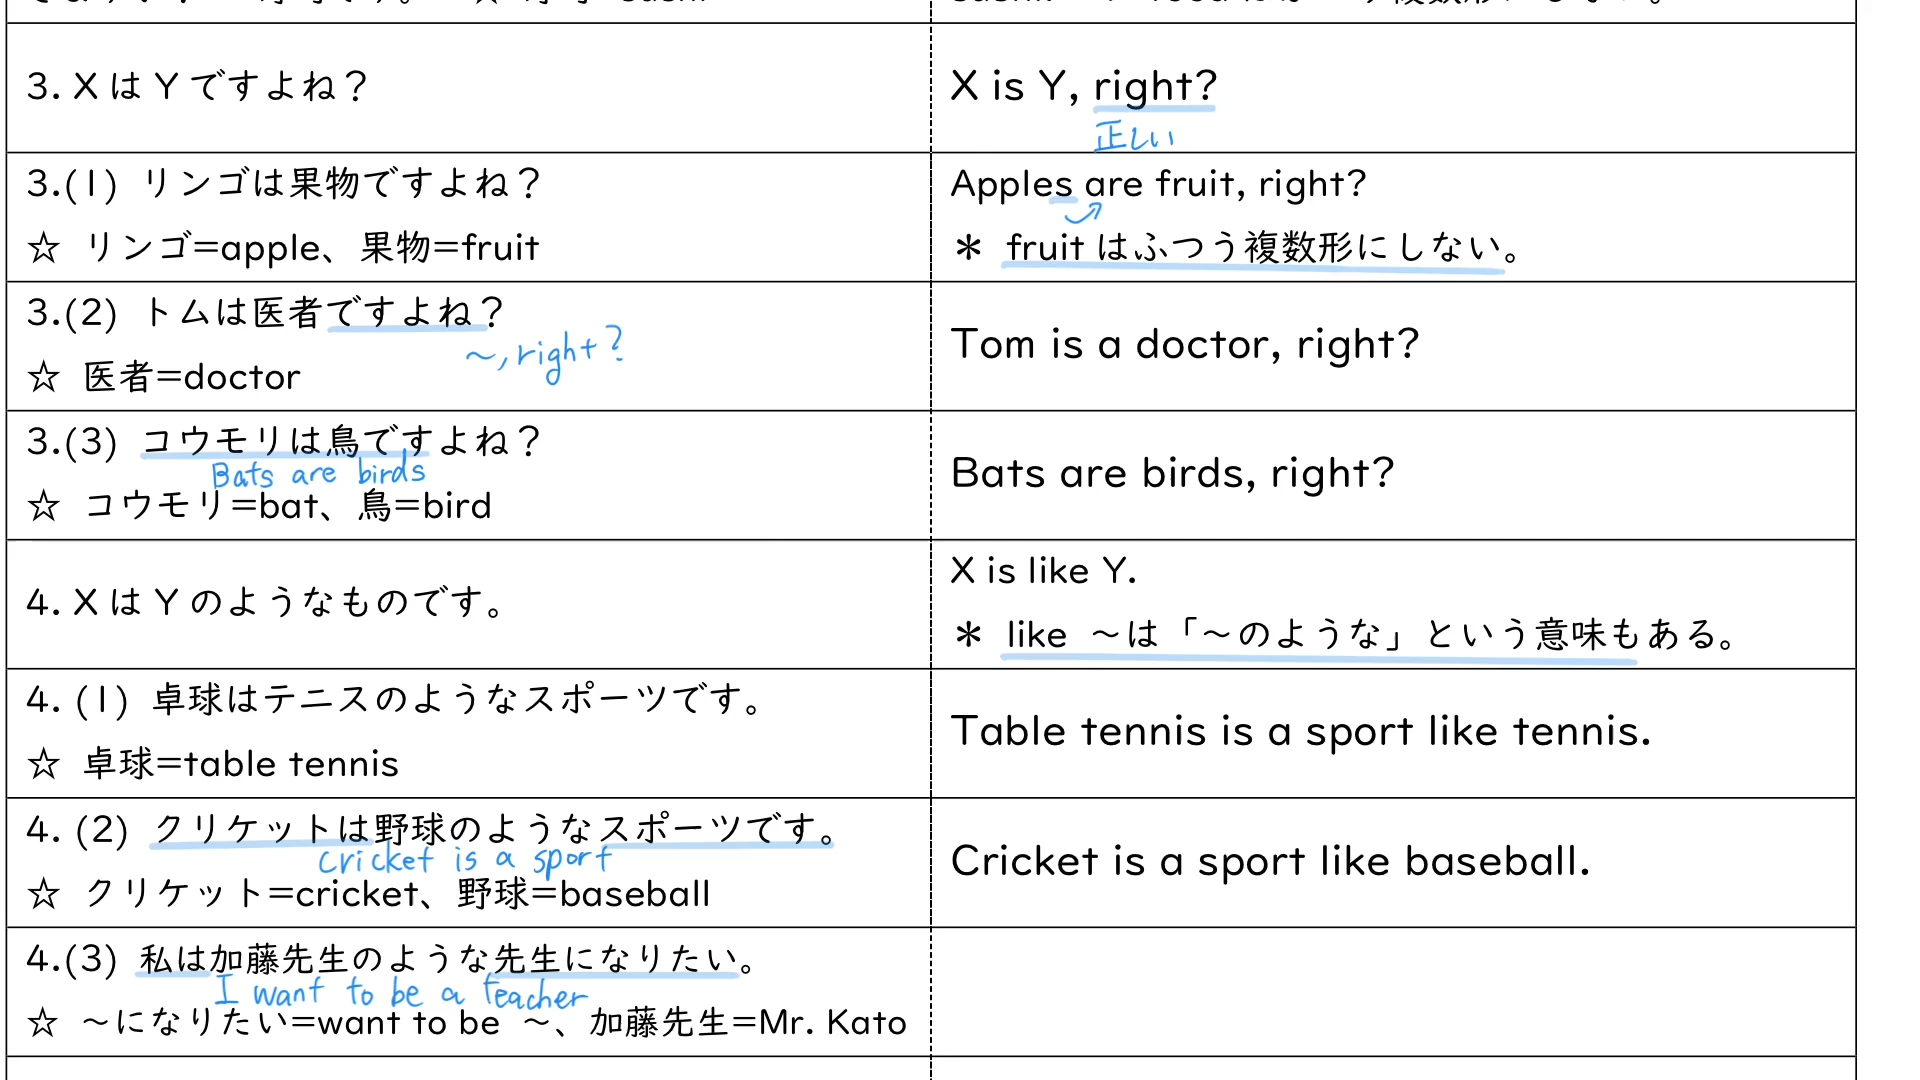 3. X は Y ですよね？
X is Y, right?
正しい
3.(1) リンゴは果物ですよね？
☆ リンゴ=apple、果物=fruit
Apples are fruit, right?
＊ fruit はふつう複数形にしない。
3.(2) トムは医者ですよね？
～, right?
☆ 医者=doctor
Tom is a doctor, right?
3.(3) コウモリは鳥ですよね？
Bats are birds
☆ コウモリ=bat、鳥=bird
Bats are birds, right?
4. X は Y のようなものです。
X is like Y.
＊ like ～は「～のような」という意味もある。
4. (1) 卓球はテニスのようなスポーツです。
☆ 卓球=table tennis
Table tennis is a sport like tennis.
4. (2) クリケットは野球のようなスポーツです。
Cricket is a sport
☆ クリケット=cricket、野球=baseball
Cricket is a sport like baseball.
4.(3) 私は加藤先生のような先生になりたい。
I want to be a teacher
☆ ～になりたい=want to be ～、加藤先生=Mr. Kato